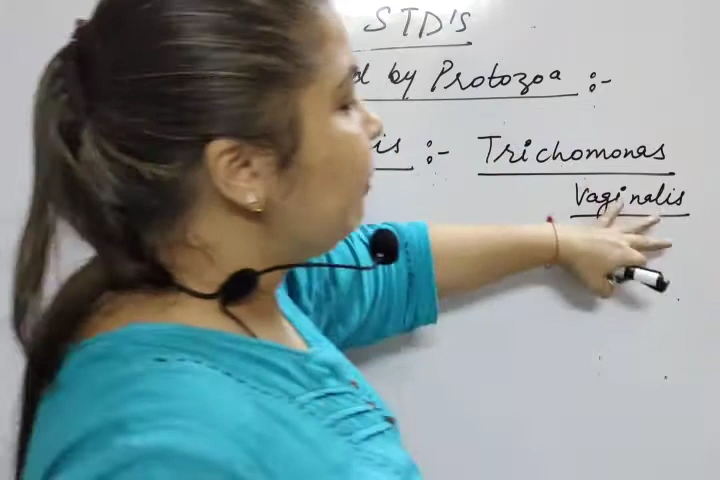 STD'S
d by Protozoa :-
is :- Trichomonas
Vaginalis